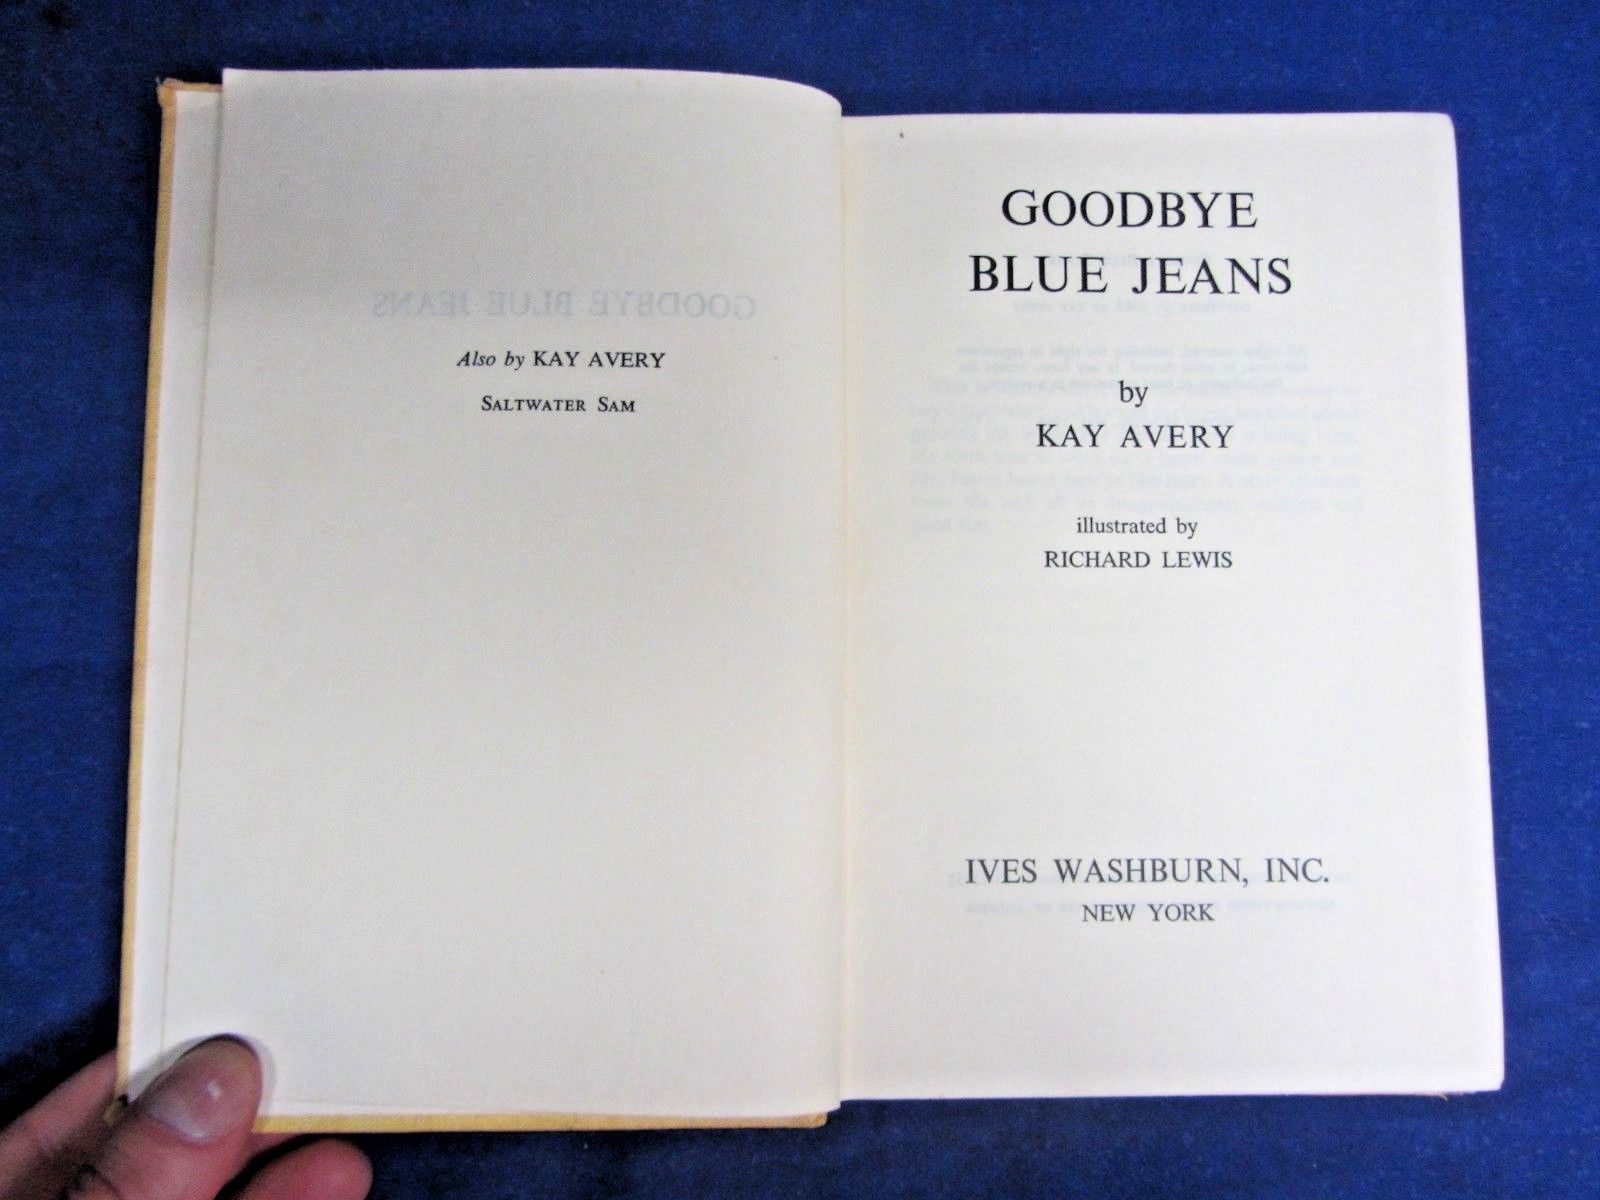 GOODBYE BLUE JEANS
Also by KAY AVERY
SALTWATER SAM
GOODBYE
BLUE JEANS
by
KAY AVERY
illustrated by
RICHARD LEWIS
IVES WASHBURN, INC.
NEW YORK